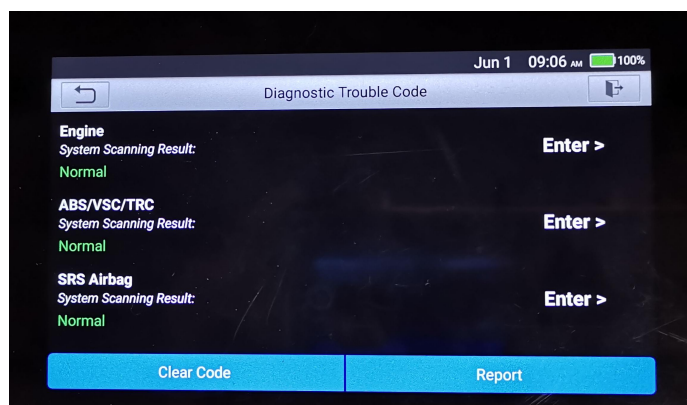 Jun 1 09:06 AM 100%
Diagnostic Trouble Code
Engine
System Scanning Result:
Enter >
Normal
ABS/VSC/TRC
System Scanning Result:
Enter >
Normal
SRS Airbag
System Scanning Result:
Enter >
Normal
Clear Code Report